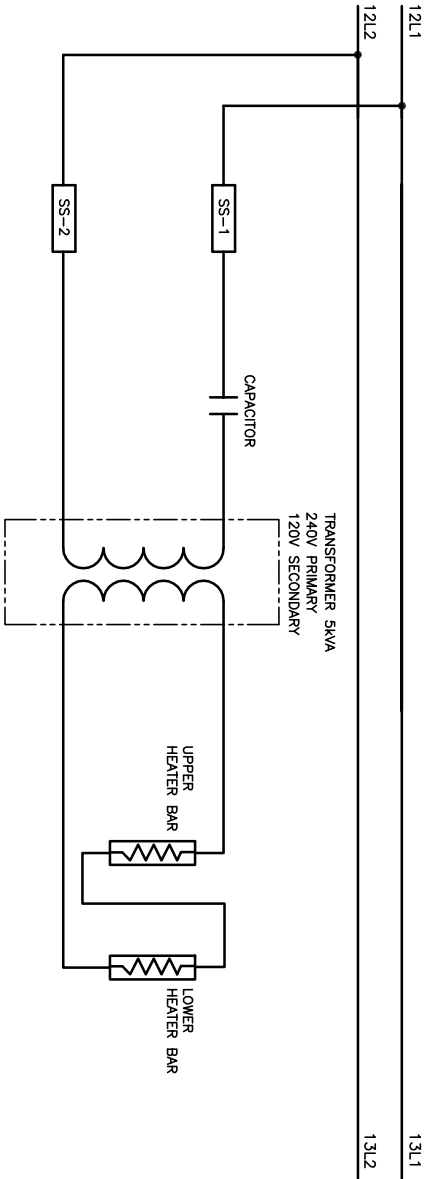 12L1
13L1
12L2
13L2
TRANSFORMER 5kVA
240V PRIMARY
120V SECONDARY
SS-1
CAPACITOR
UPPER
HEATER BAR
LOWER
HEATER BAR
SS-2